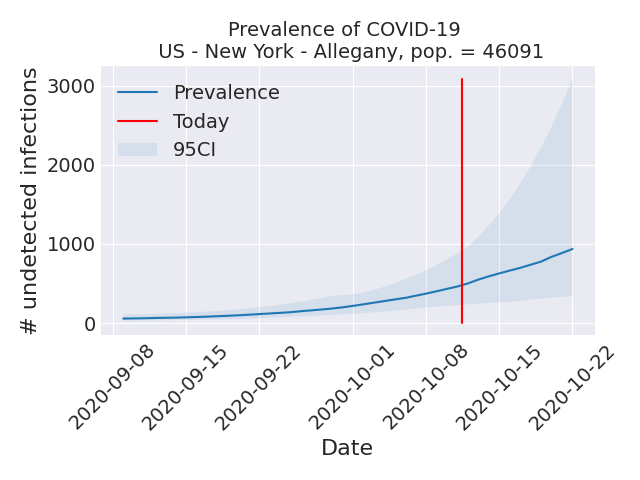 Prevalence of COVID-19
US - New York - Allegany, pop. = 46091
# undetected infections
3000
2000
1000
0
Prevalence
Today
95CI
2020-09-08
2020-09-15
2020-09-22
2020-10-01
2020-10-08
2020-10-15
2020-10-22
Date